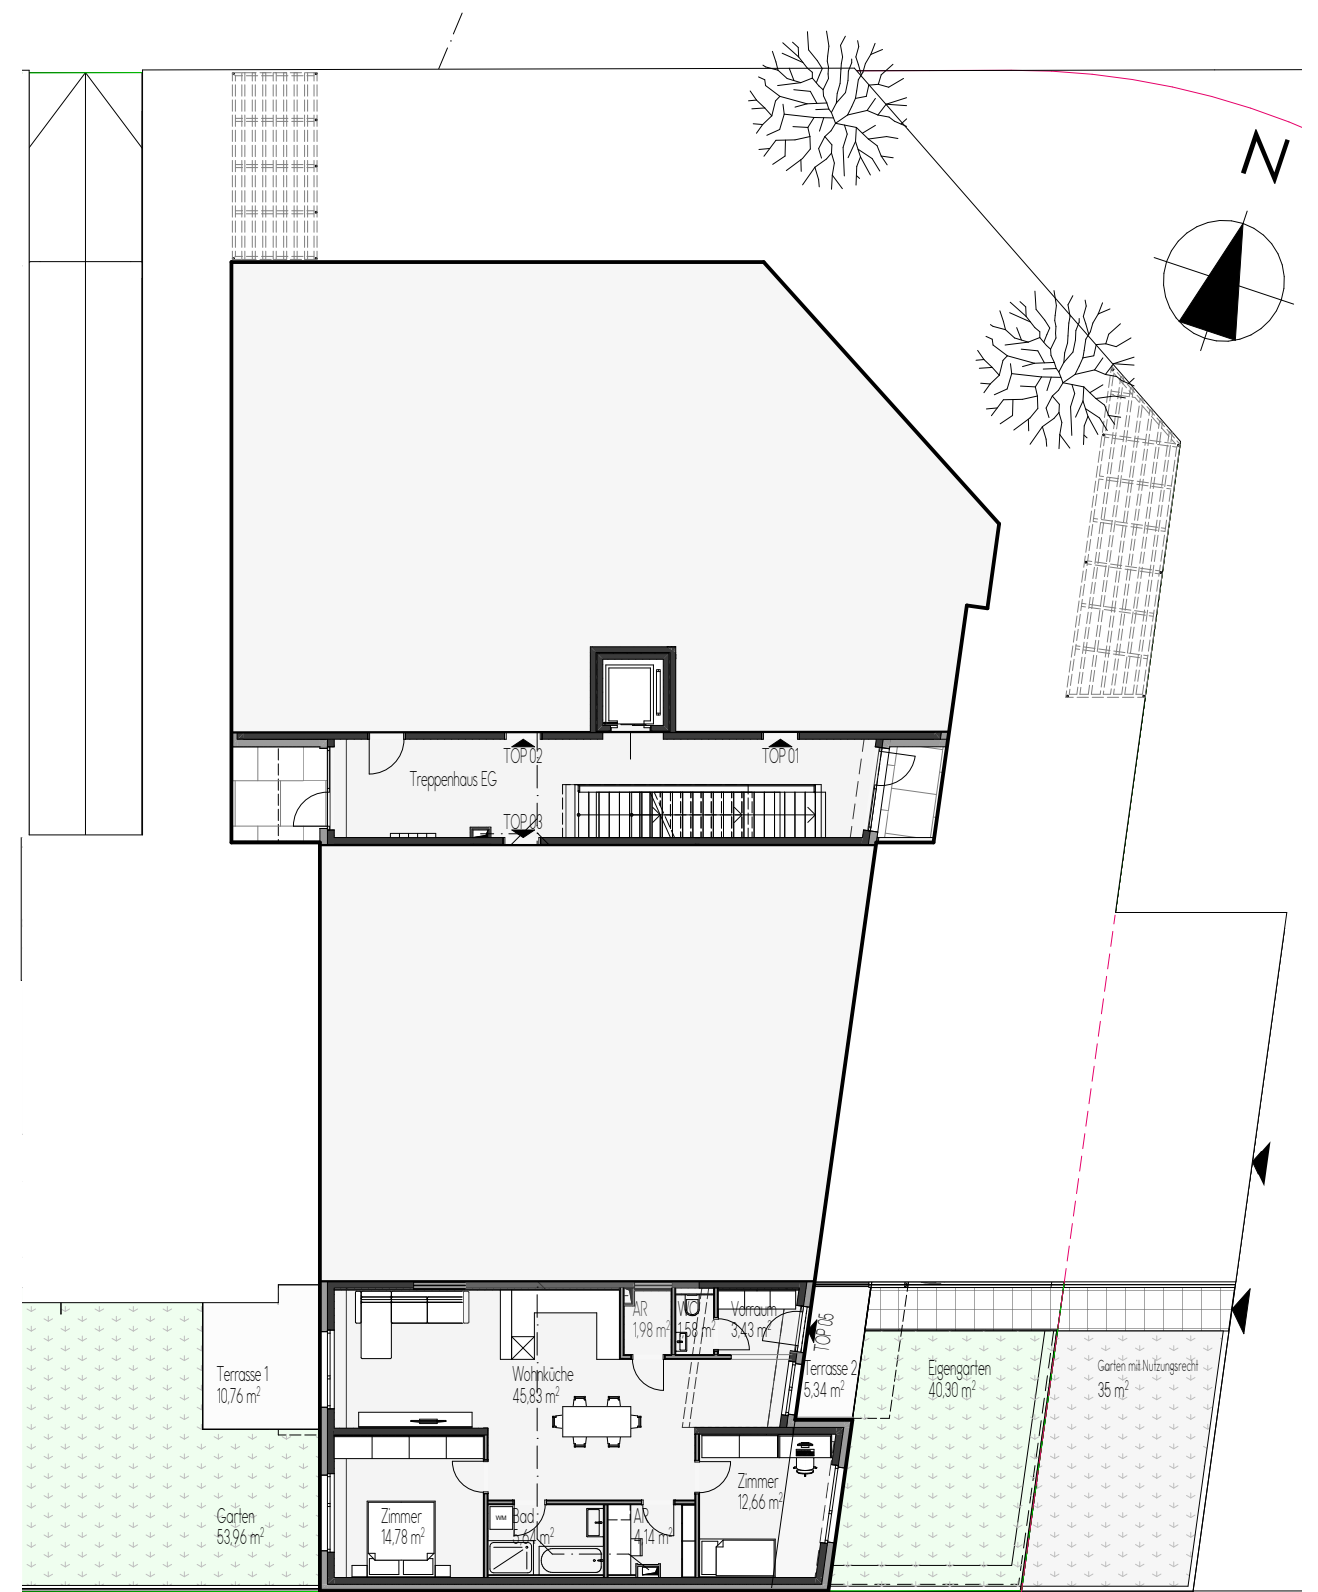 N
TOP 02
TOP 01
Treppenhaus EG
TOP 03
AR
1,98 m²
WC
1,58 m²
Vorraum
3,43 m²
TOP 05
Terrasse 1
10,76 m²
Wohnküche
45,83 m²
Terrasse 2
5,34 m²
Eigengarten
40,30 m²
Garten mit Nutzungsrecht
35 m²
Zimmer
12,66 m²
Garten
53,96 m²
Zimmer
14,78 m²
WM
Bad
AR
4,14 m²